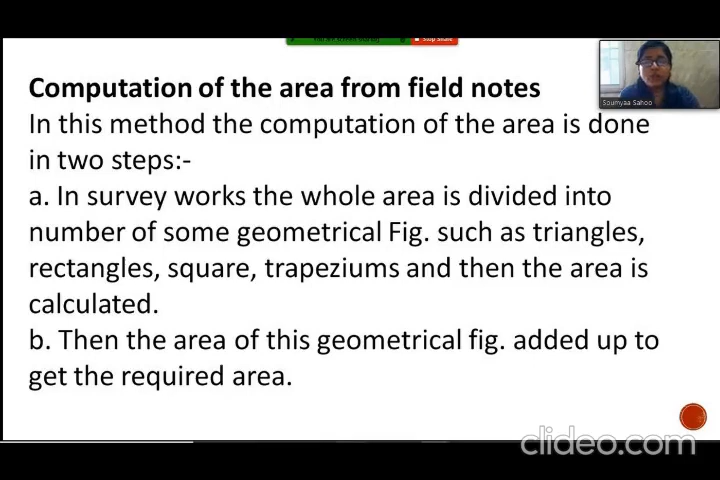 Stop Share
Computation of the area from field notes
In this method the computation of the area is done
in two steps:-
a. In survey works the whole area is divided into
number of some geometrical Fig. such as triangles,
rectangles, square, trapeziums and then the area is
calculated.
b. Then the area of this geometrical fig. added up to
get the required area.
Soumyaa Sahoo
clideo.com